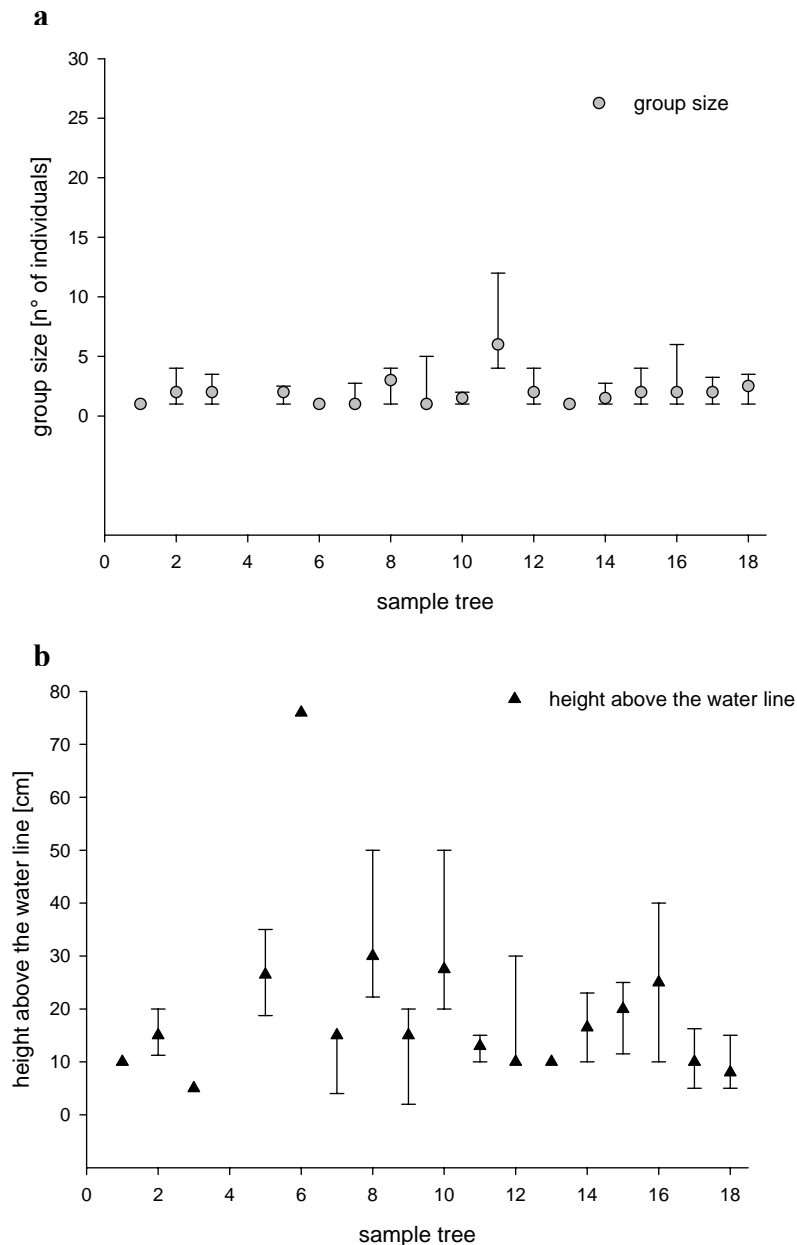 a
30
25
20
15
10
5
0
group size [n° of individuals]
group size
0 2 4 6 8 10 12 14 16 18
sample tree
b
80
70
60
50
40
30
20
10
0
height above the water line [cm]
height above the water line
0 2 4 6 8 10 12 14 16 18
sample tree